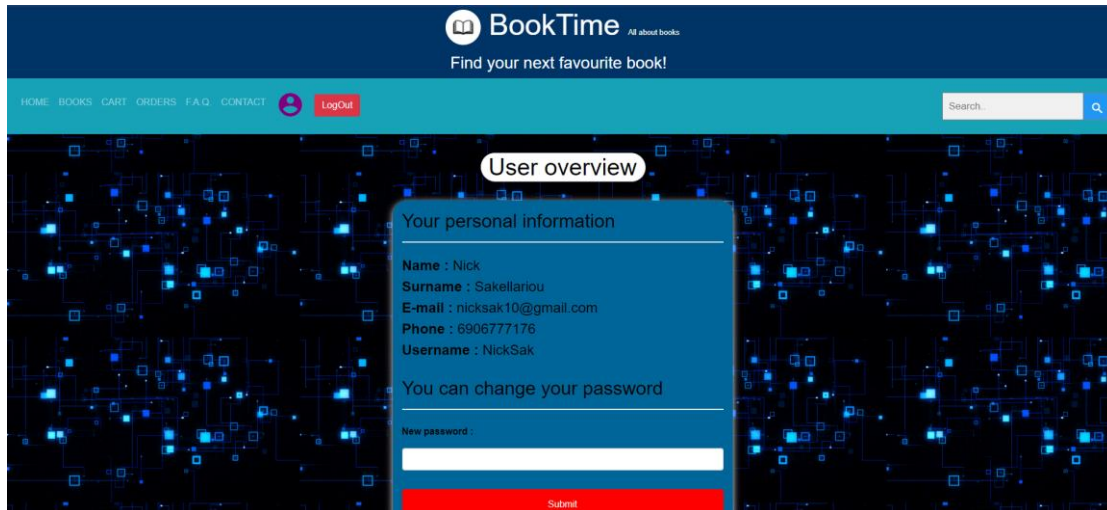 BookTime All about books
Find your next favourite book!
HOME BOOKS CART ORDERS F.A.Q. CONTACT LogOut Search..
User overview
Your personal information
Name : Nick
Surname : Sakellariou
E-mail : nicksak10@gmail.com
Phone : 6906777176
Username : NickSak
You can change your password
New password :
Submit